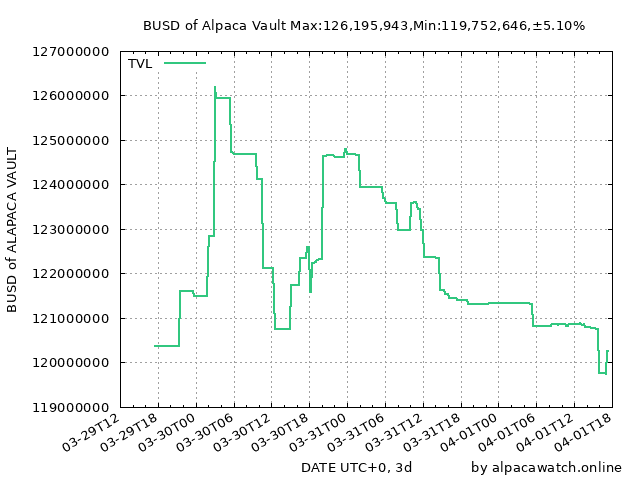 BUSD of Alpaca Vault Max:126,195,943,Min:119,752,646,±5.10%
127000000
TVL
126000000
125000000
124000000
123000000
122000000
121000000
120000000
119000000
BUSD of ALAPACA VAULT
03-29T12
03-29T18
03-30T00
03-30T06
03-30T12
03-30T18
03-31T00
03-31T06
03-31T12
03-31T18
04-01T00
04-01T06
04-01T12
04-01T18
DATE UTC+0, 3d
by alpacawatch.online